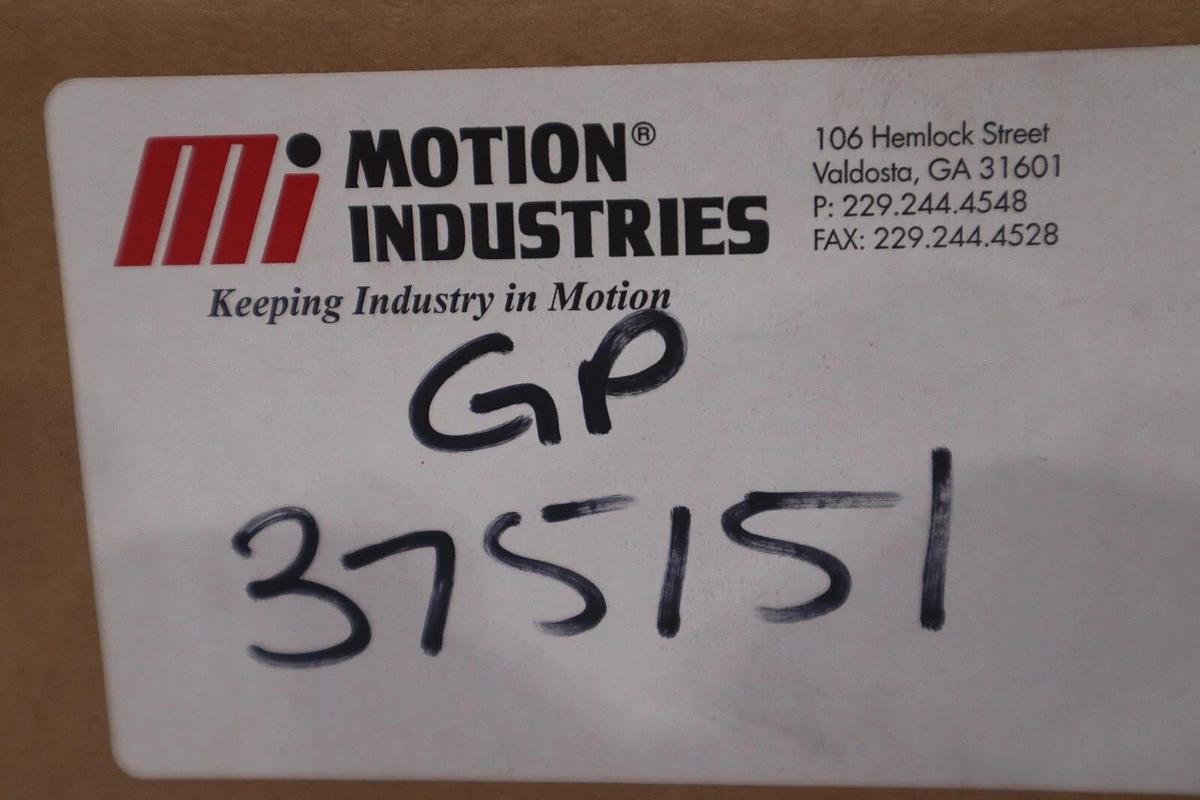 mi MOTION®
INDUSTRIES
Keeping Industry in Motion
106 Hemlock Street
Valdosta, GA 31601
P: 229.244.4548
FAX: 229.244.4528
GP
375151